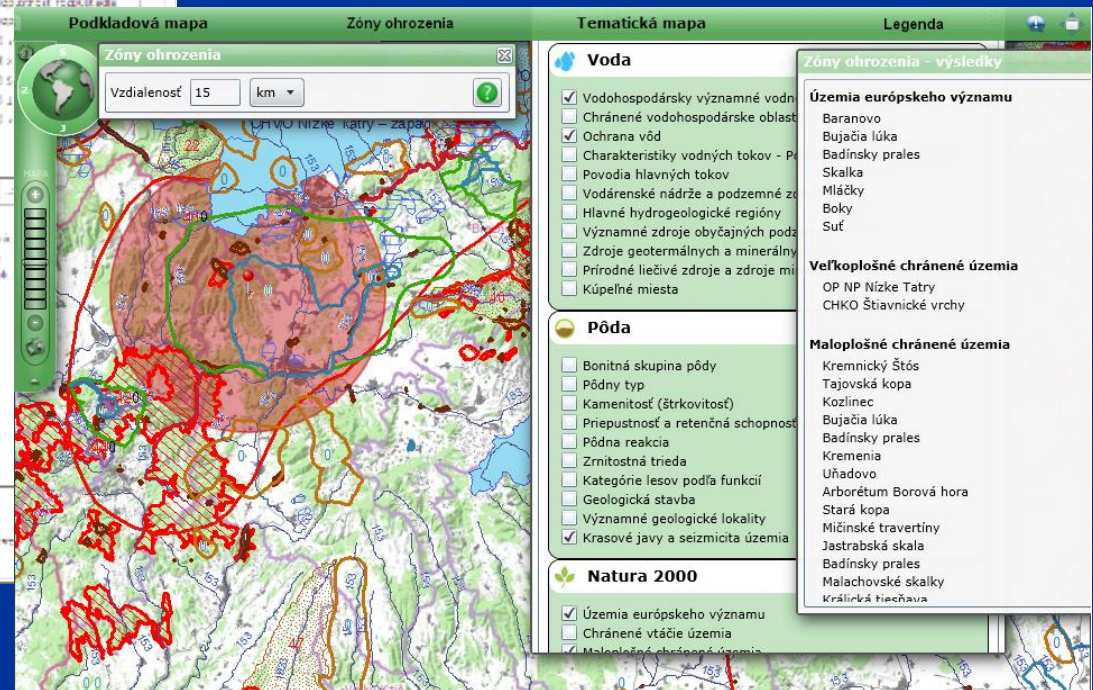 Podkladová mapa
Zóny ohrozenia
Tematická mapa
Legenda
Zóny ohrozenia
Vzdialenosť 15 km
?
CHVO Nízke Tatry – západ
Voda
Vodohospodársky významné vodn
Chránené vodohospodárske oblast
Ochrana vôd
Charakteristiky vodných tokov -
Povodia hlavných tokov
Vodárenské nádrže a podzemné
Hlavné hydrogeologické regióny
Významné zdroje obyčajných podz
Zdroje geotermálnych a minerálny
Prírodné liečivé zdroje a zdroje mi
Kúpeľné miesta
Pôda
Bonitná skupina pôdy
Pôdny typ
Kamenitosť (štrkovitosť)
Priepustnosť a retenčná schopnosť
Pôdna reakcia
Zrnitostná trieda
Kategórie lesov podľa funkcií
Geologická stavba
Významné geologické lokality
Krasové javy a seizmicita územia
Natura 2000
Územia európskeho významu
Chránené vtáčie územia
Maloplošné chránené územia
Zóny ohrozenia - výsledky
Územia európskeho významu
Baranovo
Bujačia lúka
Badínsky prales
Skalka
Mláčky
Boky
Suť
Veľkoplošné chránené územia
OP NP Nízke Tatry
CHKO Štiavnické vrchy
Maloplošné chránené územia
Kremnický Štós
Tajovská kopa
Kozlinec
Bujačia lúka
Badínsky prales
Kremenia
Uňadovo
Arborétum Borová hora
Stará kopa
Mičinské travertíny
Jastrabská skala
Badínsky prales
Malachovské skalky
Králická tiesňava